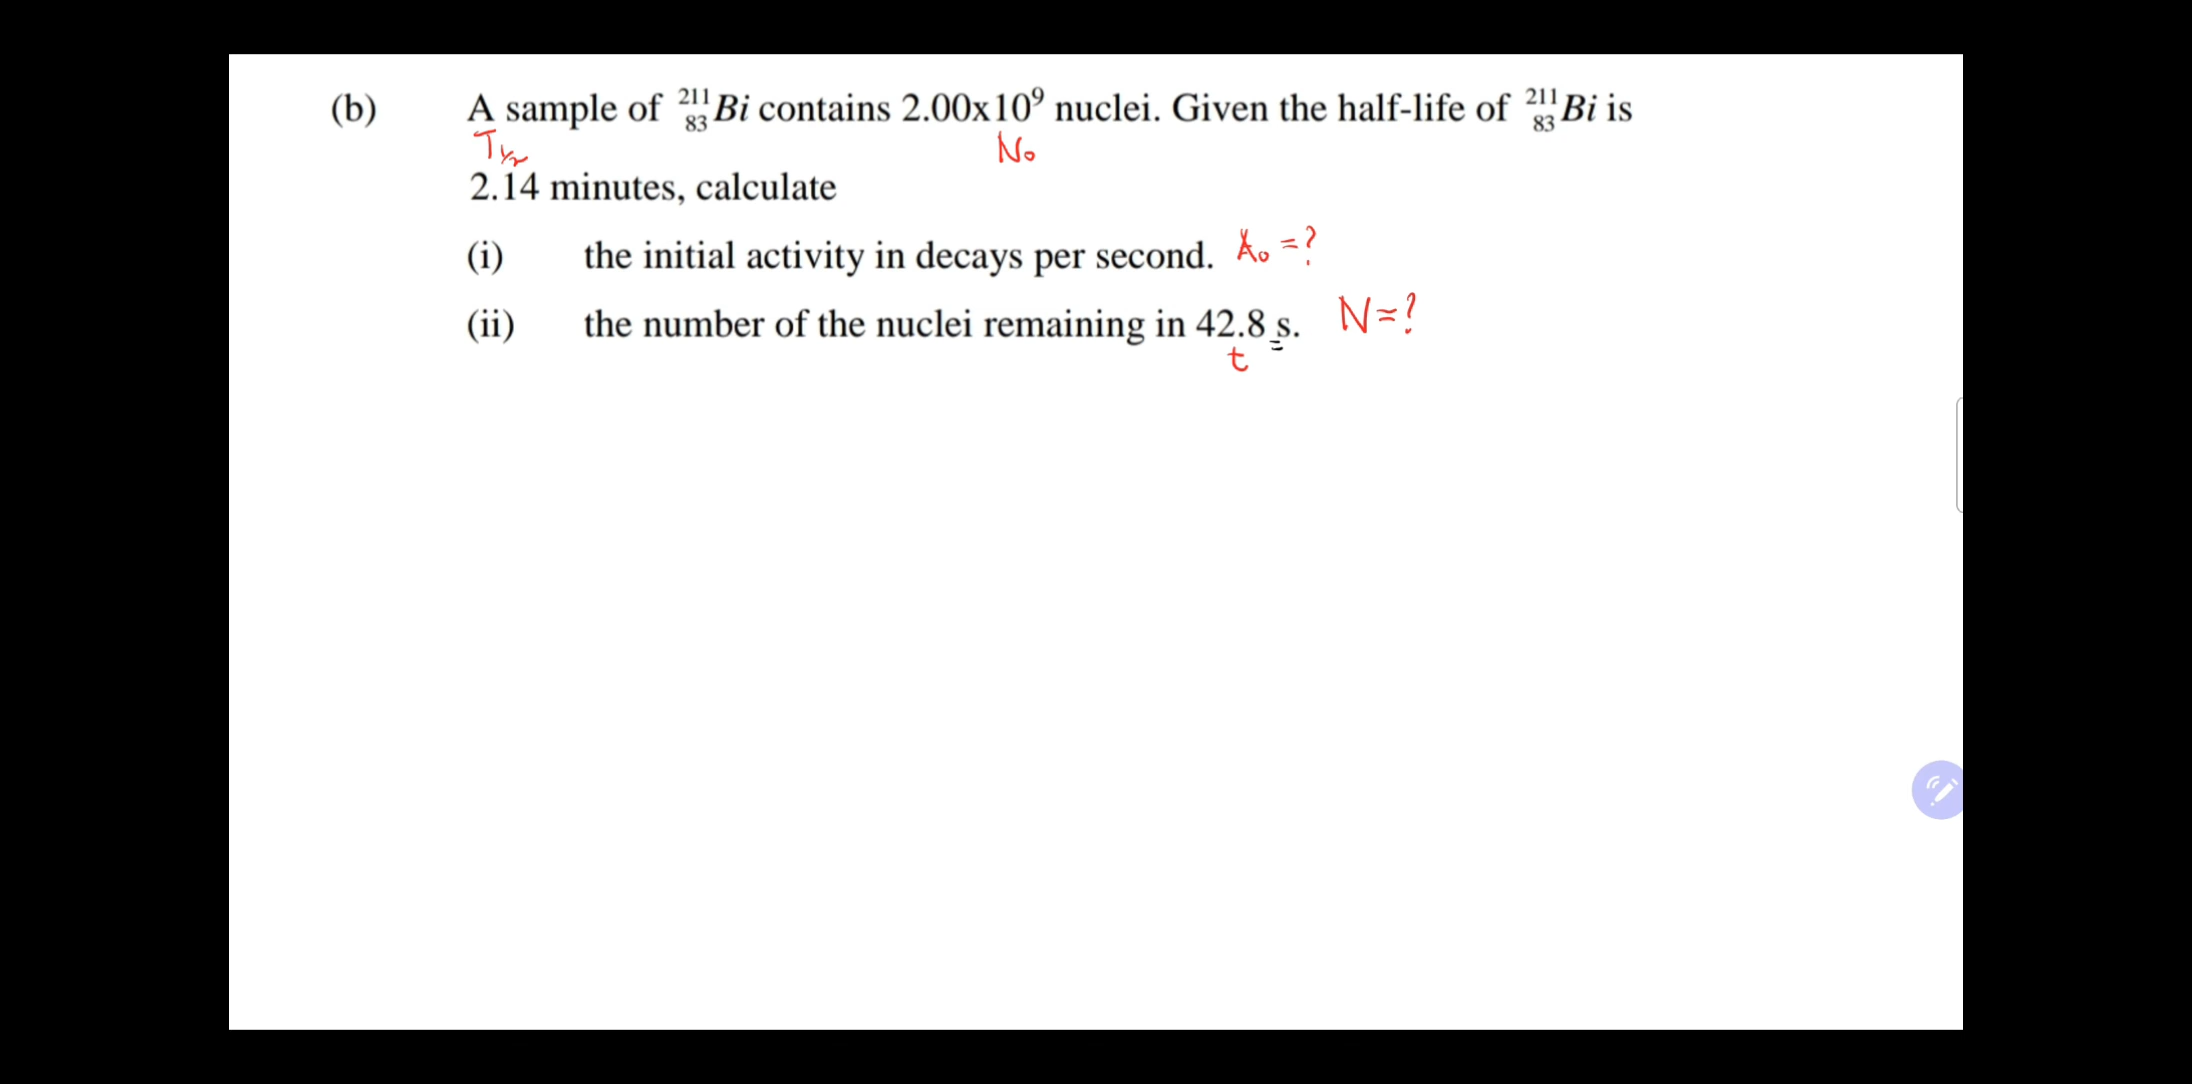 (b) A sample of ²¹¹₈₃Bi contains 2.00x10⁹ nuclei. Given the half-life of ²¹¹₈₃Bi is
T½ N₀
2.14 minutes, calculate
(i) the initial activity in decays per second. A₀ = ?
(ii) the number of the nuclei remaining in 42.8 s. N = ?
t